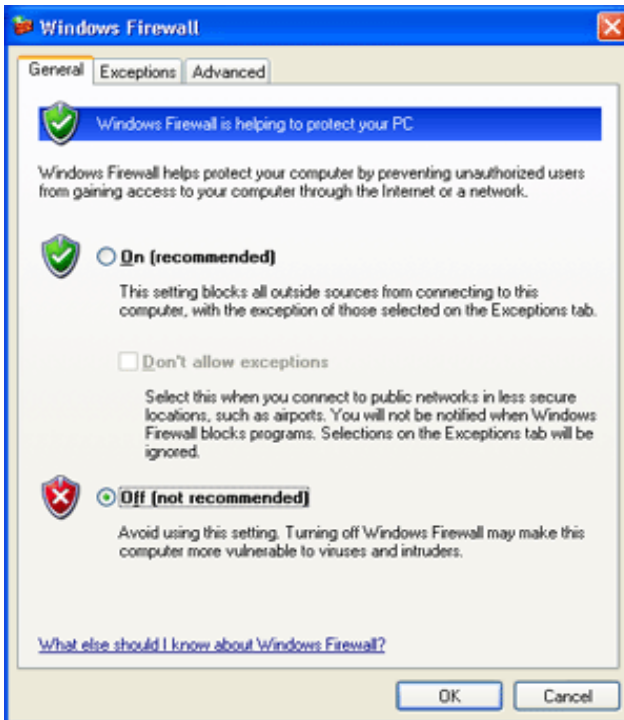 Windows Firewall
General Exceptions Advanced
Windows Firewall is helping to protect your PC
Windows Firewall helps protect your computer by preventing unauthorized users
from gaining access to your computer through the Internet or a network.
On (recommended)
This setting blocks all outside sources from connecting to this
computer, with the exception of those selected on the Exceptions tab.
Don't allow exceptions
Select this when you connect to public networks in less secure
locations, such as airports. You will not be notified when Windows
Firewall blocks programs. Selections on the Exceptions tab will be
ignored.
Off (not recommended)
Avoid using this setting. Turning off Windows Firewall may make this
computer more vulnerable to viruses and intruders.
What else should I know about Windows Firewall?
OK Cancel